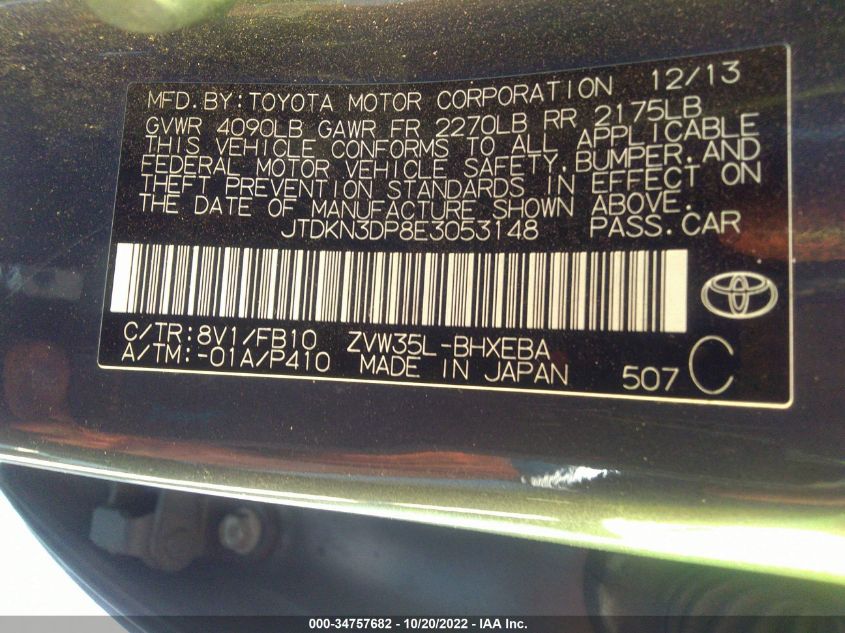 MFD. BY: TOYOTA MOTOR CORPORATION 12/13
GVWR 4090LB GAWR FR 2270LB RR 2175LB
THIS VEHICLE CONFORMS TO ALL APPLICABLE
FEDERAL MOTOR VEHICLE SAFETY, BUMPER, AND
THEFT PREVENTION STANDARDS IN EFFECT ON
THE DATE OF MANUFACTURE SHOWN ABOVE.
JTDKN3DP8E3053148 PASS. CAR
C/TR: 8V1/FB10 ZVW35L-BHXEBA
A/TM: -01A/P410 MADE IN JAPAN 507 C
000-34757682 - 10/20/2022 - IAA Inc.